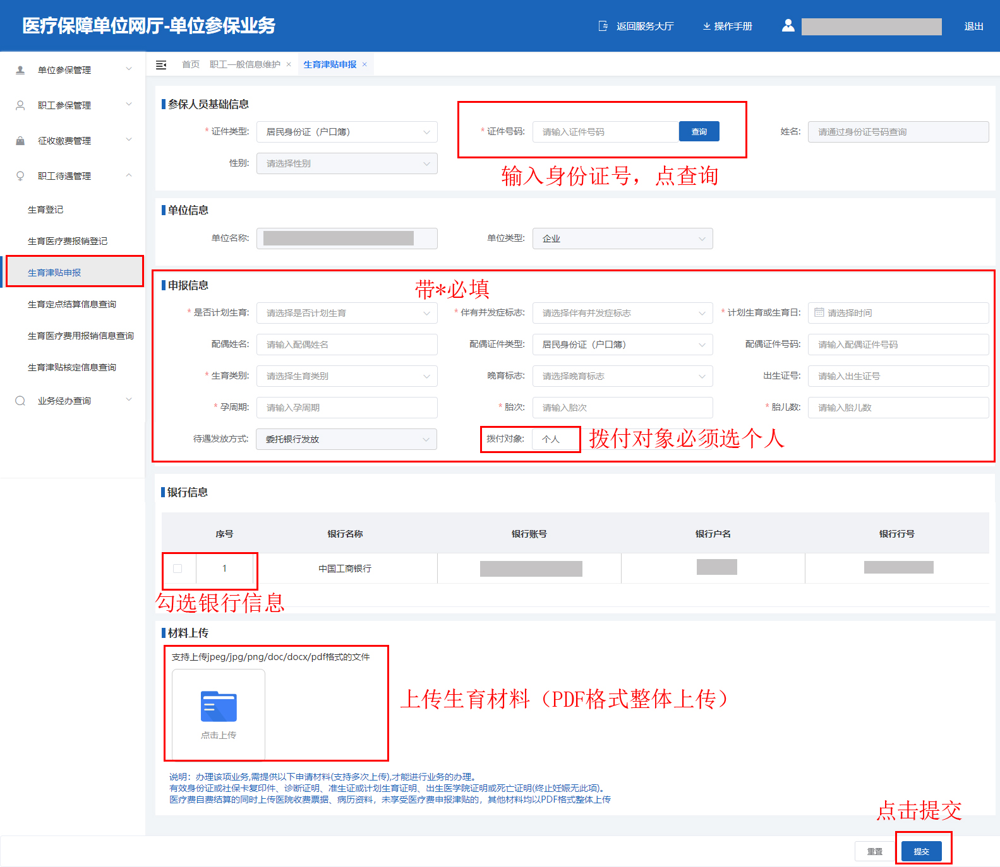 医疗保障单位网厅-单位参保业务
返回服务大厅
操作手册
退出
单位参保管理
职工参保管理
征收缴费管理
职工待遇管理
生育登记
生育医疗费报销登记
生育津贴申报
生育定点结算信息查询
生育医疗费用报销信息查询
生育津贴核定信息查询
业务经办查询
首页 职工一般信息维护 × 生育津贴申报 ×
参保人员基础信息
* 证件类型: 居民身份证（户口簿） * 证件号码: 请输入证件号码 查询 姓名: 请通过身份证号码查询
性别: 请选择性别
输入身份证号，点查询
单位信息
单位名称: 单位类型: 企业
申报信息
带*必填
* 是否计划生育: 请选择是否计划生育 * 伴有并发症标志: 请选择伴有并发症标志 * 计划生育或生育日: 请选择时间
配偶姓名: 请输入配偶姓名 配偶证件类型: 居民身份证（户口簿） 配偶证件号码: 请输入配偶证件号码
* 生育类别: 请选择生育类别 晚育标志: 请选择晚育标志 出生证号: 请输入出生证号
* 孕周期: 请输入孕周期 * 胎次: 请输入胎次 * 胎儿数: 请输入胎儿数
待遇发放方式: 委托银行发放 拨付对象: 个人 拨付对象必须选个人
银行信息
序号 银行名称 银行账号 银行户名 银行行号
1 中国工商银行
勾选银行信息
材料上传
支持上传jpeg/jpg/png/doc/docx/pdf格式的文件
点击上传
上传生育材料（PDF格式整体上传）
说明：办理该项业务,需提供以下申请材料(支持多次上传),才能进行业务的办理。
有效身份证或社保卡复印件、诊断证明、准生证或计划生育证明、出生医学院证明或死亡证明(终止妊娠无此项)。
医疗费自费结算的同时上传医院收费票据、病历资料，未享受医疗费申报津贴的，其他材料均以PDF格式整体上传
点击提交
重置 提交